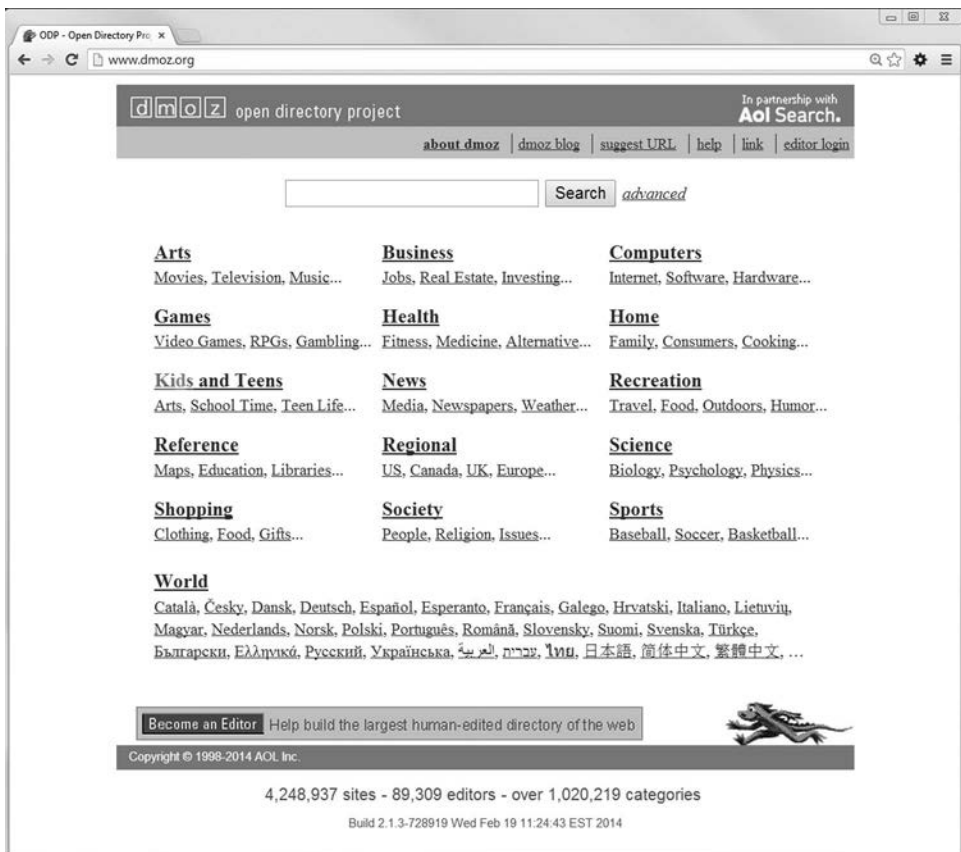 ODP - Open Directory Pro
www.dmoz.org
dmoz open directory project
In partnership with
Aol Search.
about dmoz | dmoz blog | suggest URL | help | link | editor login
Search advanced
Arts
Movies, Television, Music...
Business
Jobs, Real Estate, Investing...
Computers
Internet, Software, Hardware...
Games
Video Games, RPGs, Gambling...
Health
Fitness, Medicine, Alternative...
Home
Family, Consumers, Cooking...
Kids and Teens
Arts, School Time, Teen Life...
News
Media, Newspapers, Weather...
Recreation
Travel, Food, Outdoors, Humor...
Reference
Maps, Education, Libraries...
Regional
US, Canada, UK, Europe...
Science
Biology, Psychology, Physics...
Shopping
Clothing, Food, Gifts...
Society
People, Religion, Issues...
Sports
Baseball, Soccer, Basketball...
World
Català, Česky, Dansk, Deutsch, Español, Esperanto, Français, Galego, Hrvatski, Italiano, Lietuvių,
Magyar, Nederlands, Norsk, Polski, Português, Română, Slovensky, Suomi, Svenska, Türkçe,
Български, Ελληνικά, Русский, Українська, العربية, עברית, ไทย, 日本語, 简体中文, 繁體中文, ...
Become an Editor Help build the largest human-edited directory of the web
Copyright © 1998-2014 AOL Inc.
4,248,937 sites - 89,309 editors - over 1,020,219 categories
Build 2.1.3-728919 Wed Feb 19 11:24:43 EST 2014